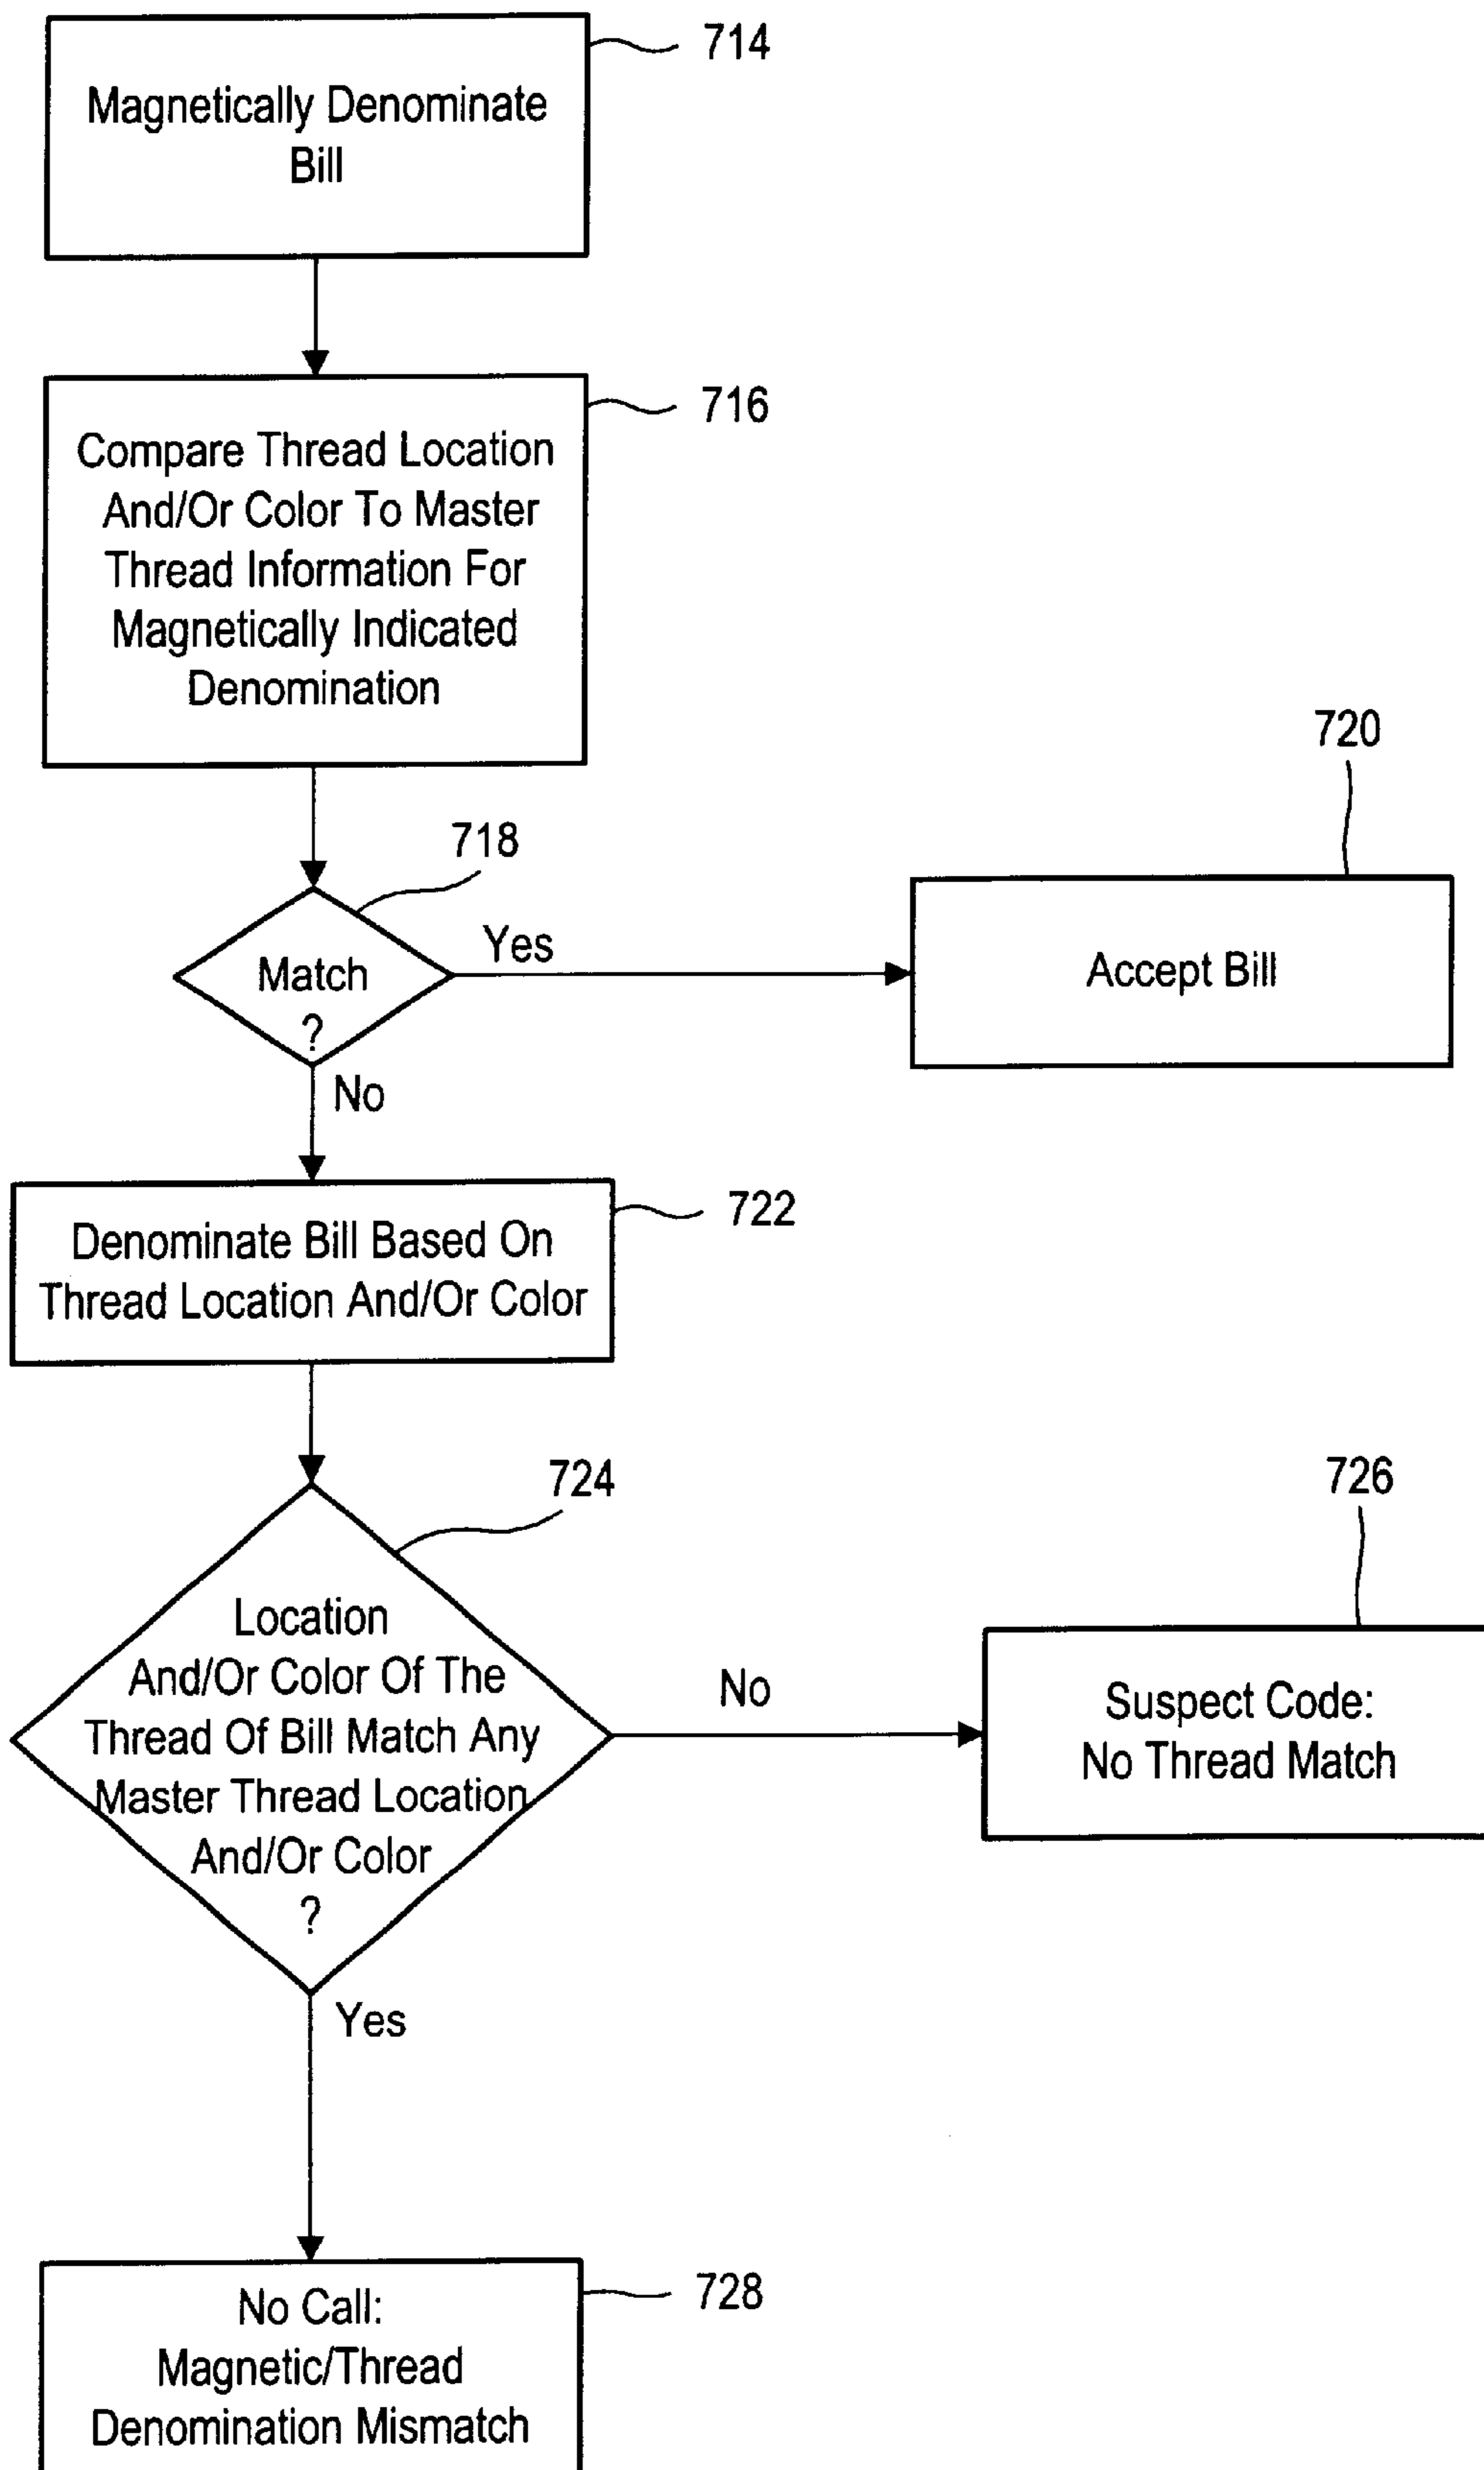 714
Magnetically Denominate
Bill
716
Compare Thread Location
And/Or Color To Master
Thread Information For
Magnetically Indicated
Denomination
720
718
Yes
Match
?
Accept Bill
No
722
Denominate Bill Based On
Thread Location And/Or Color
724
726
Location
And/Or Color Of The
Thread Of Bill Match Any
Master Thread Location
And/Or Color
?
No
Suspect Code:
No Thread Match
Yes
728
No Call:
Magnetic/Thread
Denomination Mismatch